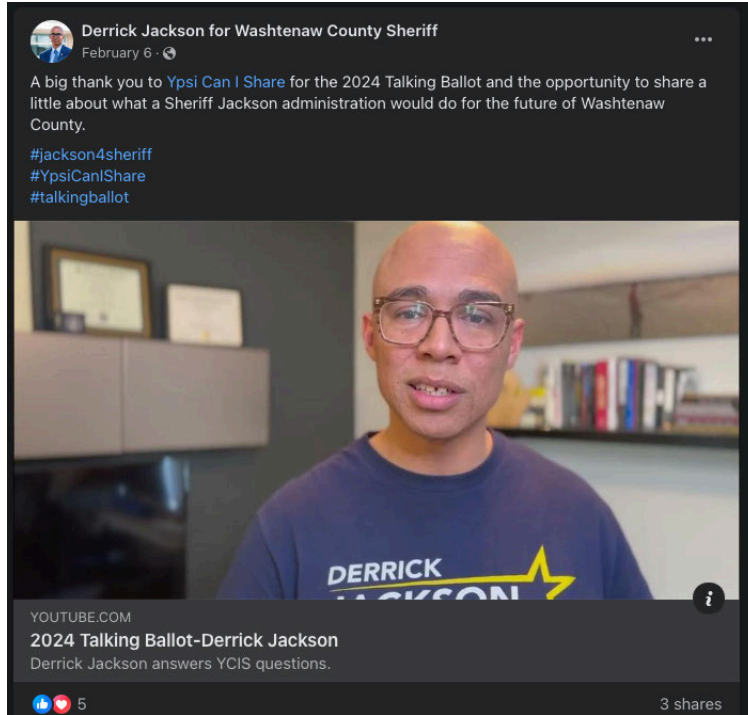 Derrick Jackson for Washtenaw County Sheriff
February 6 ·
A big thank you to Ypsi Can I Share for the 2024 Talking Ballot and the opportunity to share a
little about what a Sheriff Jackson administration would do for the future of Washtenaw
County.
#jackson4sheriff
#YpsiCanIShare
#talkingballot
DERRICK
JACKSON
YOUTUBE.COM
2024 Talking Ballot-Derrick Jackson
Derrick Jackson answers YCIS questions.
5
3 shares